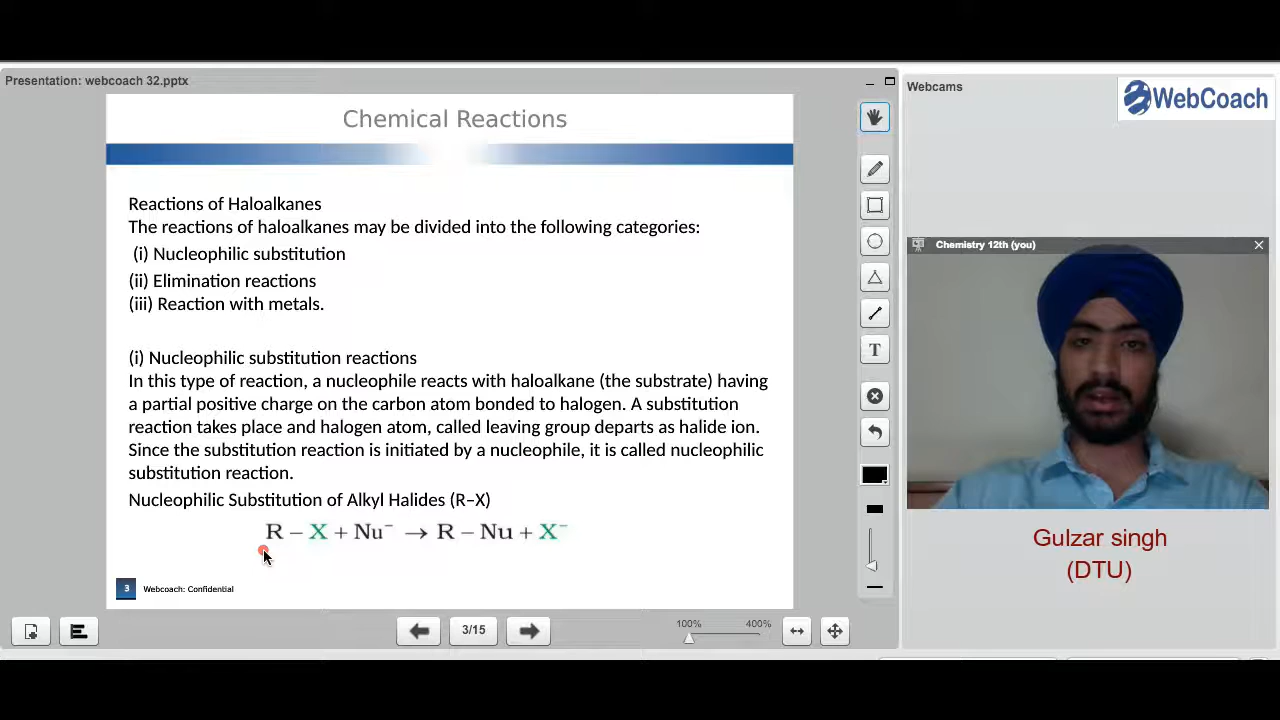 Presentation: webcoach 32.pptx
Chemical Reactions
Reactions of Haloalkanes
The reactions of haloalkanes may be divided into the following categories:
(i) Nucleophilic substitution
(ii) Elimination reactions
(iii) Reaction with metals.
(i) Nucleophilic substitution reactions
In this type of reaction, a nucleophile reacts with haloalkane (the substrate) having
a partial positive charge on the carbon atom bonded to halogen. A substitution
reaction takes place and halogen atom, called leaving group departs as halide ion.
Since the substitution reaction is initiated by a nucleophile, it is called nucleophilic
substitution reaction.
Nucleophilic Substitution of Alkyl Halides (R–X)
R – X + Nu⁻ → R – Nu + X⁻
3 Webcoach: Confidential
3/15
100% 400%
T
Webcams
WebCoach
Chemistry 12th (you)
Gulzar singh
(DTU)